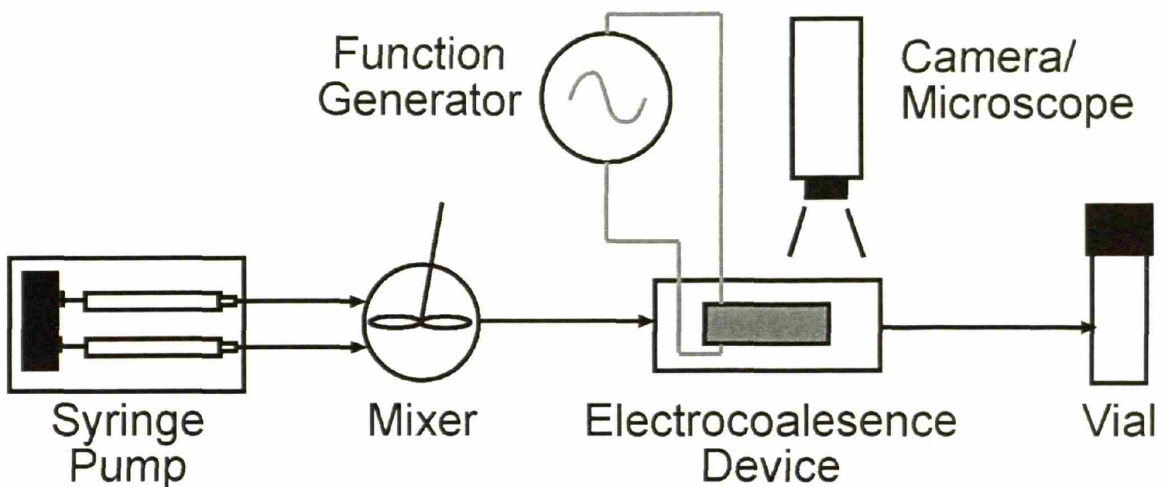 Function
Generator
Camera/
Microscope
Syringe
Pump
Mixer
Electrocoalesence
Device
Vial